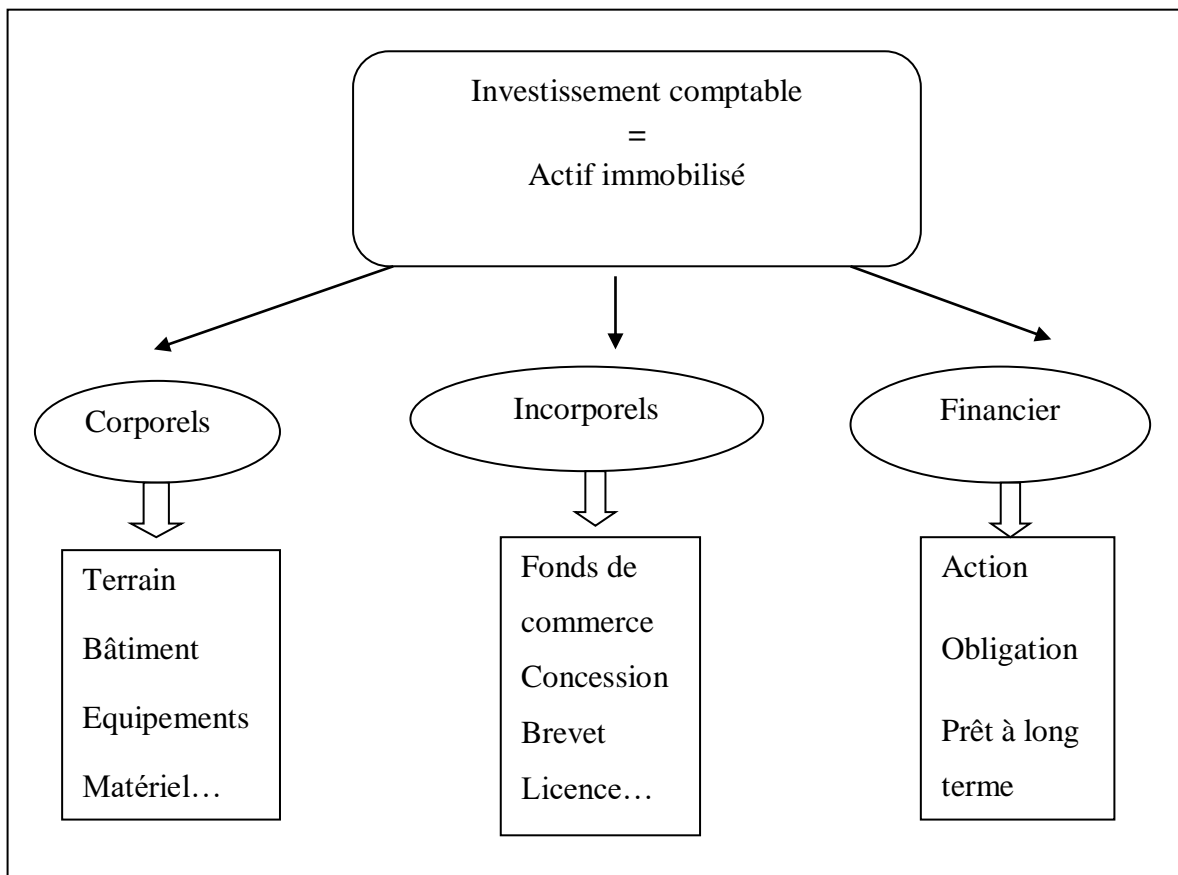 Investissement comptable
=
Actif immobilisé
Corporels
Incorporels
Financier
Terrain
Bâtiment
Equipements
Matériel…
Fonds de
commerce
Concession
Brevet
Licence…
Action
Obligation
Prêt à long
terme